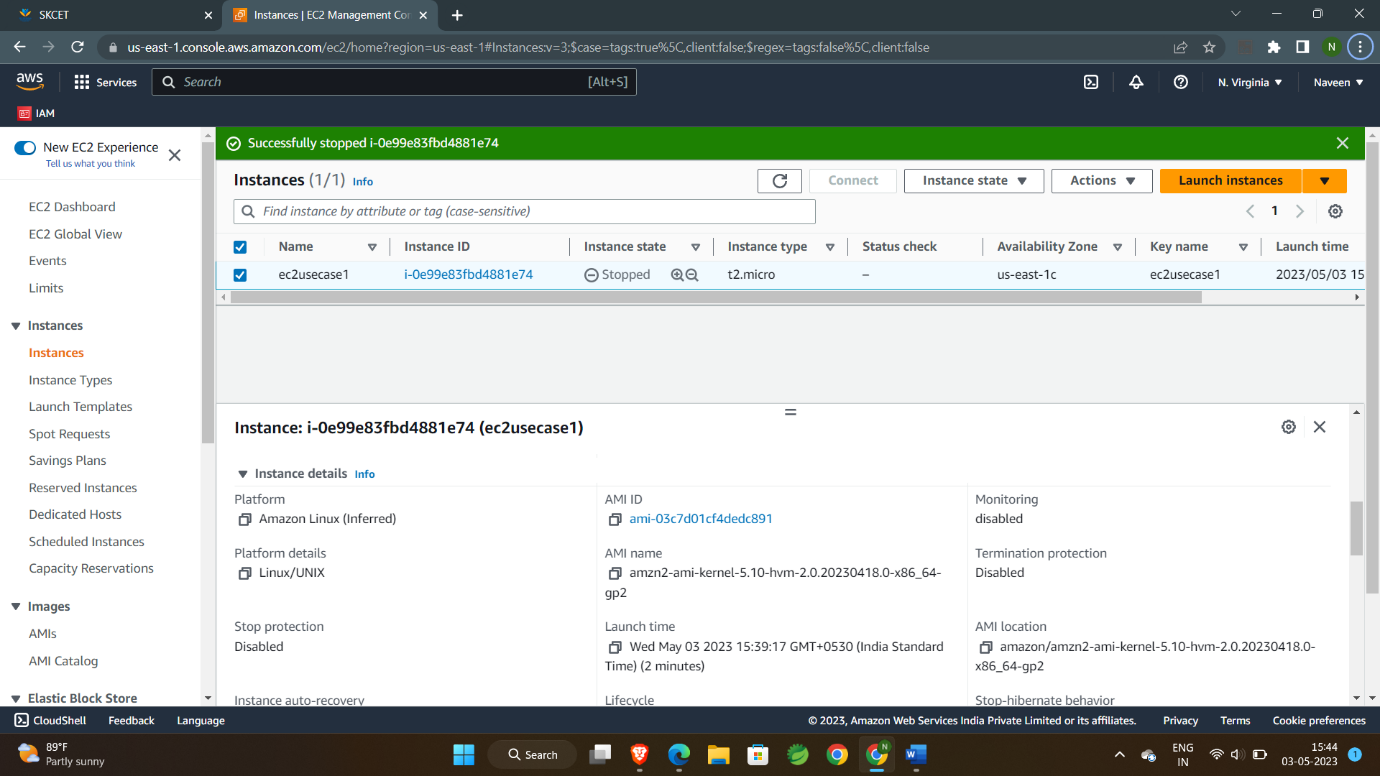 SKCET
Instances | EC2 Management Con
us-east-1.console.aws.amazon.com/ec2/home?region=us-east-1#Instances:v=3;$case=tags:true%5C,client:false;$regex=tags:false%5C,client:false
N
aws
Services
Search
[Alt+S]
N. Virginia
Naveen
IAM
New EC2 Experience
Tell us what you think
EC2 Dashboard
EC2 Global View
Events
Limits
Instances
Instances
Instance Types
Launch Templates
Spot Requests
Savings Plans
Reserved Instances
Dedicated Hosts
Scheduled Instances
Capacity Reservations
Images
AMIs
AMI Catalog
Elastic Block Store
Successfully stopped i-0e99e83fbd4881e74
Instances (1/1) Info
Connect
Instance state
Actions
Launch instances
Find instance by attribute or tag (case-sensitive)
1
Name Instance ID Instance state Instance type Status check Availability Zone Key name Launch time
ec2usecase1 i-0e99e83fbd4881e74 Stopped t2.micro – us-east-1c ec2usecase1 2023/05/03 15
Instance: i-0e99e83fbd4881e74 (ec2usecase1)
Instance details Info
Platform
Amazon Linux (Inferred)
AMI ID
ami-03c7d01cf4dedc891
Monitoring
disabled
Platform details
Linux/UNIX
AMI name
amzn2-ami-kernel-5.10-hvm-2.0.20230418.0-x86_64-
gp2
Termination protection
Disabled
Stop protection
Disabled
Launch time
Wed May 03 2023 15:39:17 GMT+0530 (India Standard
Time) (2 minutes)
AMI location
amazon/amzn2-ami-kernel-5.10-hvm-2.0.20230418.0-
x86_64-gp2
Instance auto-recovery
Lifecycle
Stop-hibernate behavior
CloudShell
Feedback
Language
© 2023, Amazon Web Services India Private Limited or its affiliates.
Privacy
Terms
Cookie preferences
89°F
Partly sunny
Search
N
W
ENG
IN
15:44
03-05-2023
1